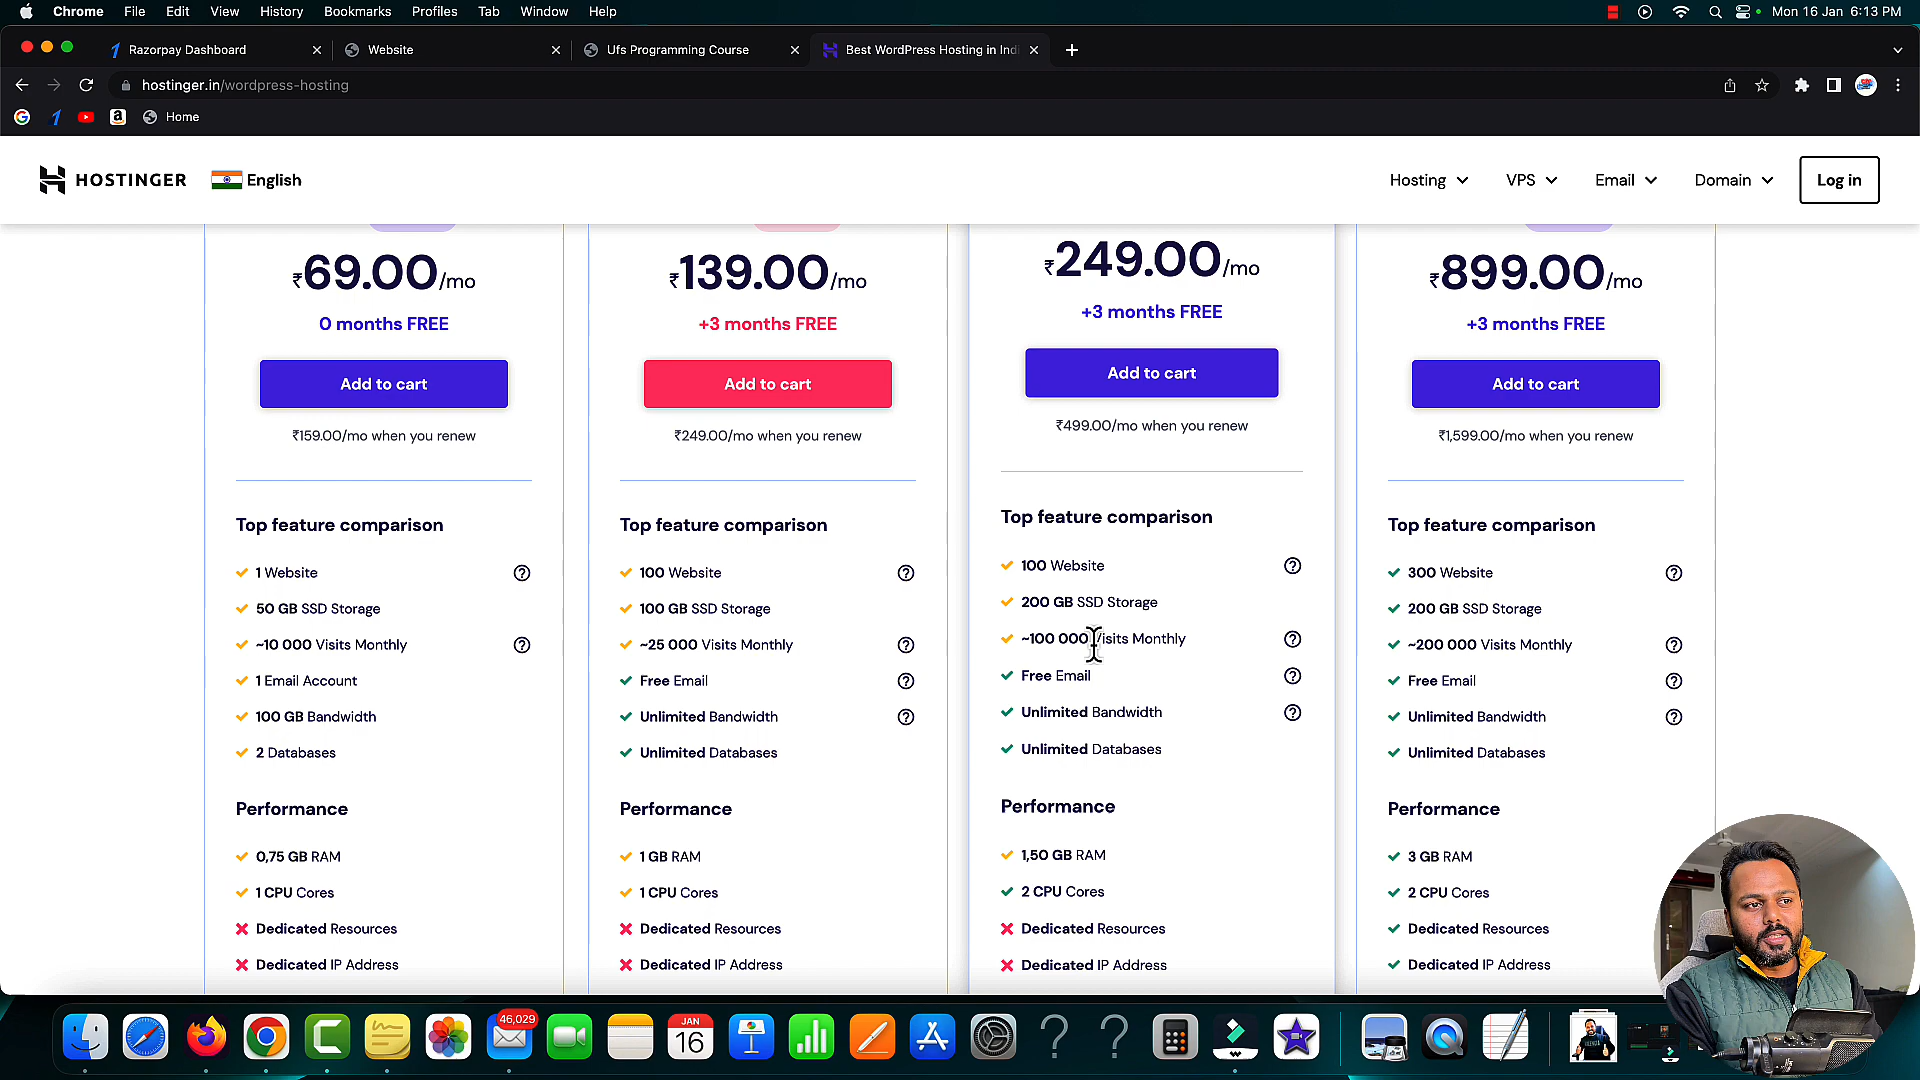 Chrome File Edit View History Bookmarks Profiles Tab Window Help Mon 16 Jan 6:13 PM
Razorpay Dashboard Website Ufs Programming Course Best WordPress Hosting in Ind
hostinger.in/wordpress-hosting
Home
HOSTINGER English Hosting VPS Email Domain Log in
₹69.00/mo
0 months FREE
Add to cart
₹159.00/mo when you renew
Top feature comparison
1 Website
50 GB SSD Storage
~10 000 Visits Monthly
1 Email Account
100 GB Bandwidth
2 Databases
Performance
0,75 GB RAM
1 CPU Cores
Dedicated Resources
Dedicated IP Address
₹139.00/mo
+3 months FREE
Add to cart
₹249.00/mo when you renew
Top feature comparison
100 Website
100 GB SSD Storage
~25 000 Visits Monthly
Free Email
Unlimited Bandwidth
Unlimited Databases
Performance
1 GB RAM
1 CPU Cores
Dedicated Resources
Dedicated IP Address
₹249.00/mo
+3 months FREE
Add to cart
₹499.00/mo when you renew
Top feature comparison
100 Website
200 GB SSD Storage
~100 000 Visits Monthly
Free Email
Unlimited Bandwidth
Unlimited Databases
Performance
1,50 GB RAM
2 CPU Cores
Dedicated Resources
Dedicated IP Address
₹899.00/mo
+3 months FREE
Add to cart
₹1,599.00/mo when you renew
Top feature comparison
300 Website
200 GB SSD Storage
~200 000 Visits Monthly
Free Email
Unlimited Bandwidth
Unlimited Databases
Performance
3 GB RAM
2 CPU Cores
Dedicated Resources
Dedicated IP Address
46,029
JAN
16